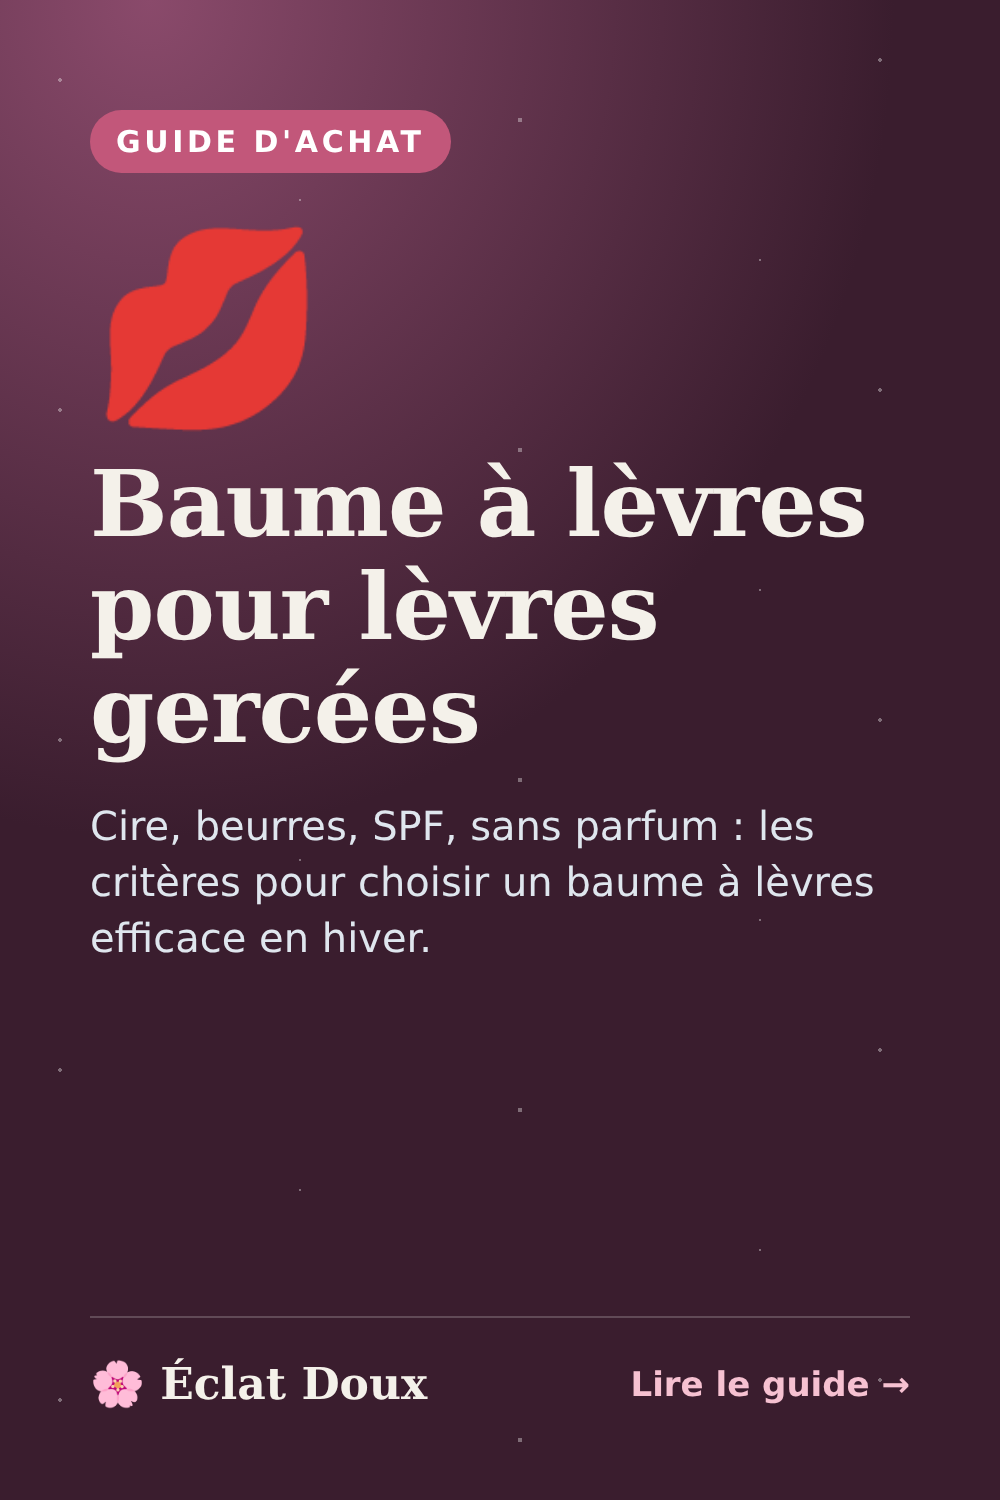 GUIDE D'ACHAT
Baume à lèvres
pour lèvres
gercées
Cire, beurres, SPF, sans parfum : les
critères pour choisir un baume à lèvres
efficace en hiver.
Éclat Doux
Lire le guide →